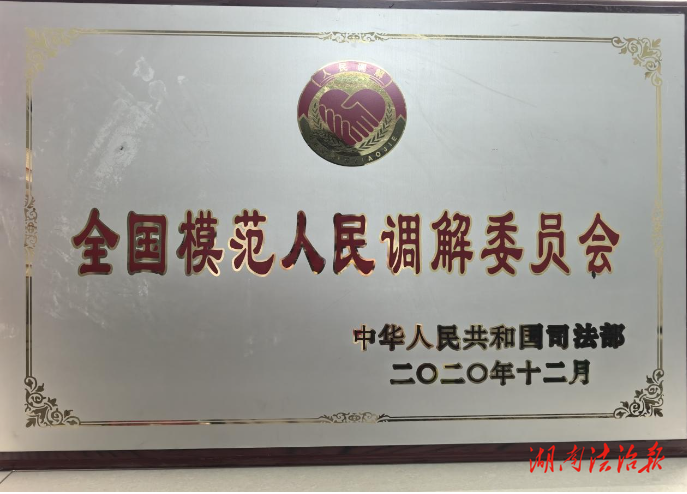 人民调解
全国模范人民调解委员会
中华人民共和国司法部
二〇二〇年十二月
湖南法治报